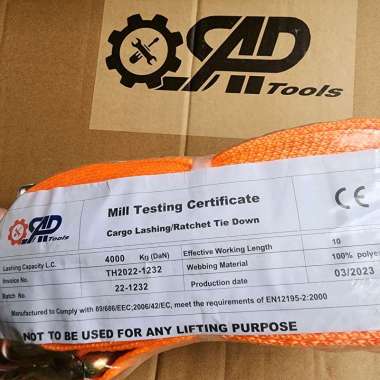 SAD
Tools
Mill Testing Certificate
Cargo Lashing/Ratchet Tie Down
CE
SAD
Tools
Lashing Capacity L.C. 4000 Kg (DaN) Effective Working Length 10
Invoice No. TH2022-1232 Webbing Material 100% polye
Batch No. 22-1232 Production date 03/2023
Manufactured to Comply with 89/686/EEC;2006/42/EC, meet the requirements of EN12195-2:2000
NOT TO BE USED FOR ANY LIFTING PURPOSE